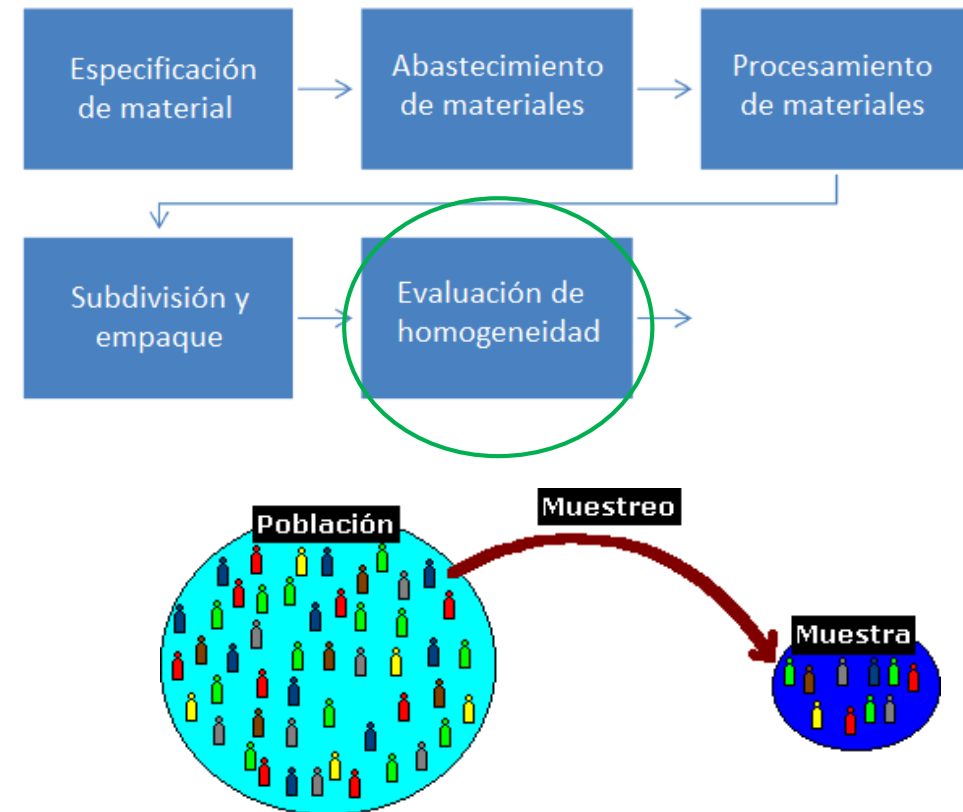 Especificación
de material
Abastecimiento
de materiales
Procesamiento
de materiales
Subdivisión y
empaque
Evaluación de
homogeneidad
Población
Muestreo
Muestra